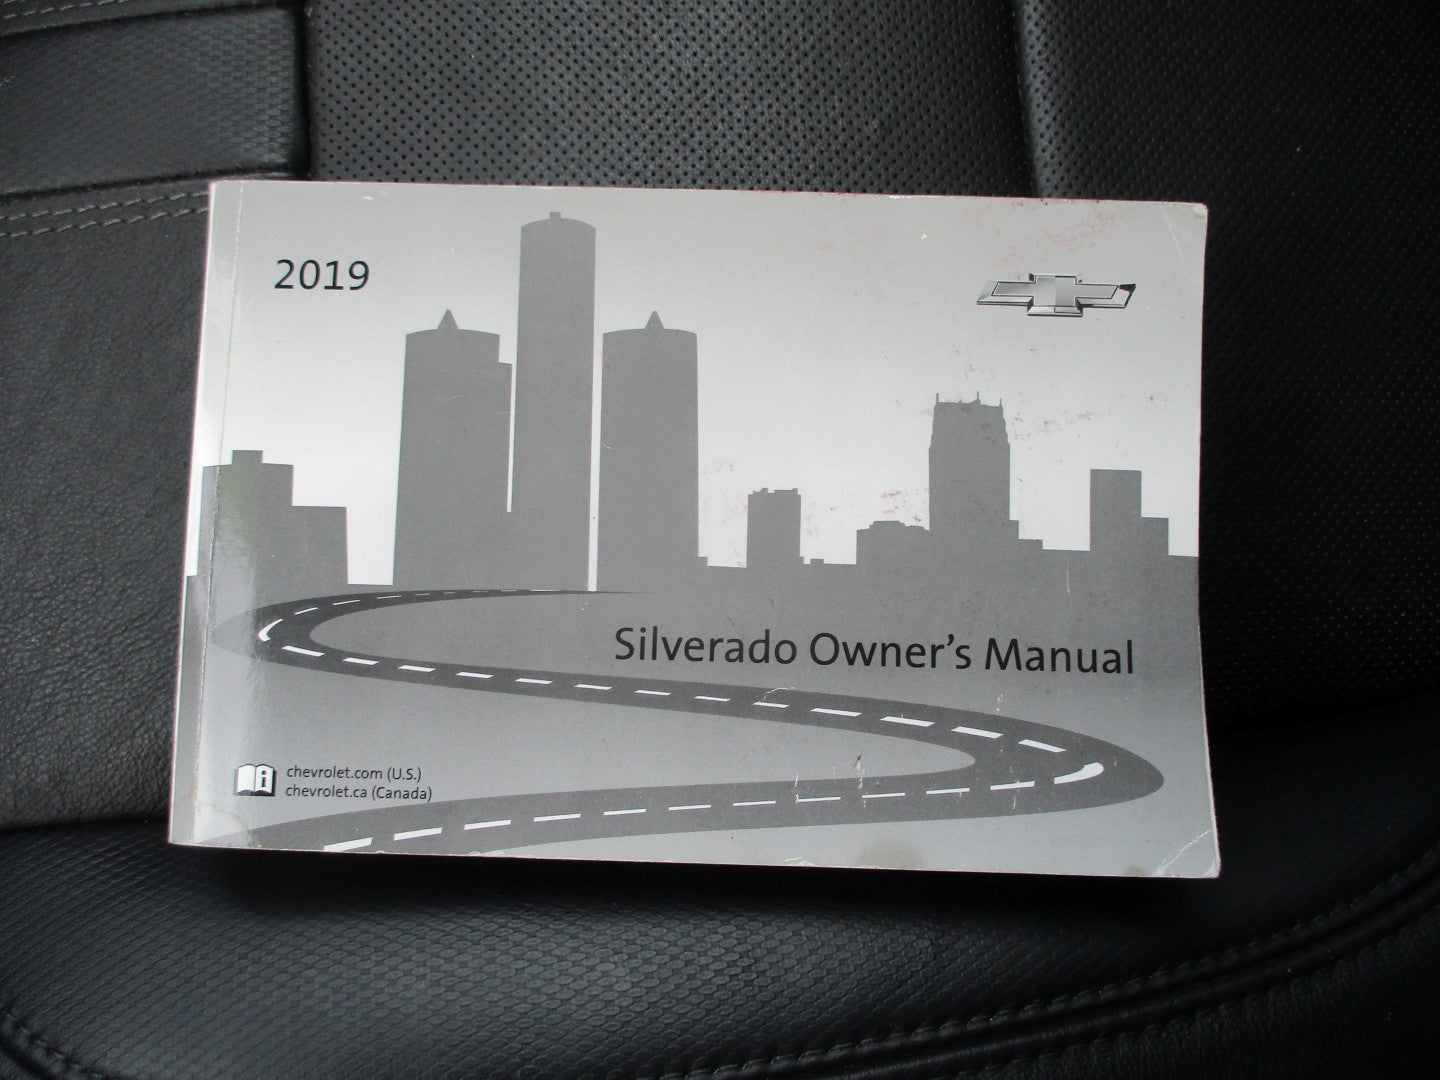 2019
Silverado Owner's Manual
chevrolet.com (U.S.)
chevrolet.ca (Canada)